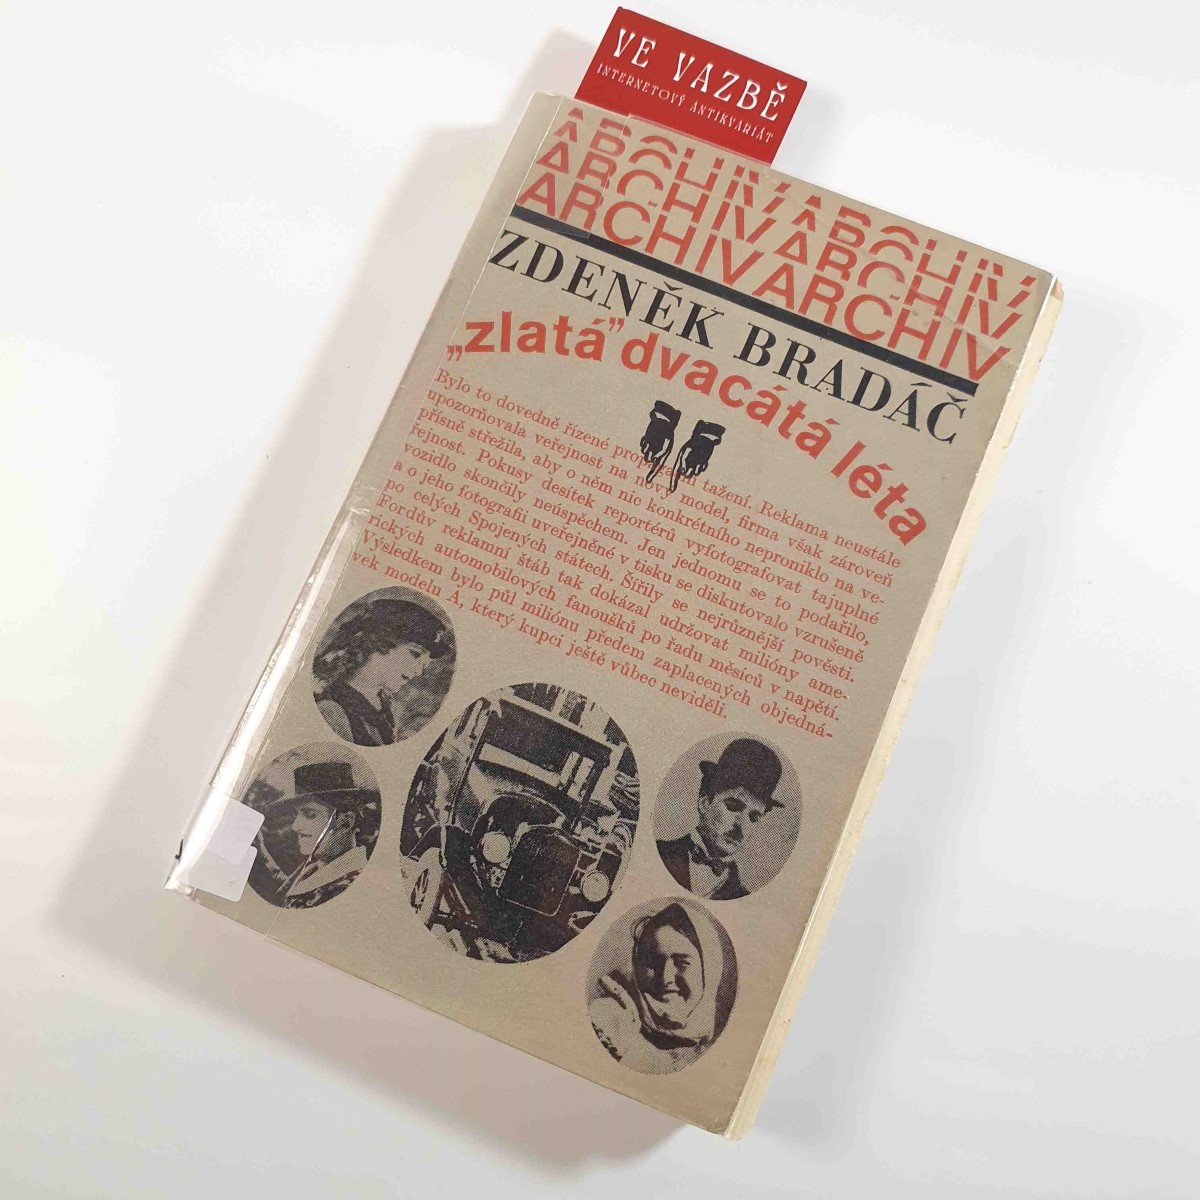 VE VAZBĚ
INTERNETOVÝ ANTIKVARIÁT
ARCHIV ARCHIV
ARCHIV ARCHIV
ARCHIVARCHIV
ZDENĚK BRADÁČ
„zlatá” dvacátá léta
Bylo to dovedně řízené propagační tažení. Reklama neustále
upozorňovala veřejnost na nový model, firma však zároveň
přísně střežila, aby o něm nic konkrétního neproniklo na ve-
řejnost. Pokusy desítek reportérů vyfotografovat tajuplné
vozidlo skončily neúspěchem. Jen jednomu se to podařilo,
a o jeho fotografii uveřejněné v tisku se diskutovalo vzrušeně
po celých Spojených státech. Šířily se nejrůznější pověsti.
Fordův reklamní štáb tak dokázal udržovat milióny ame-
rických automobilových fanoušků po řadu měsíců v napětí.
Výsledkem bylo půl miliónu předem zaplacených objedná-
vek modelu A, který kupci ještě vůbec neviděli.